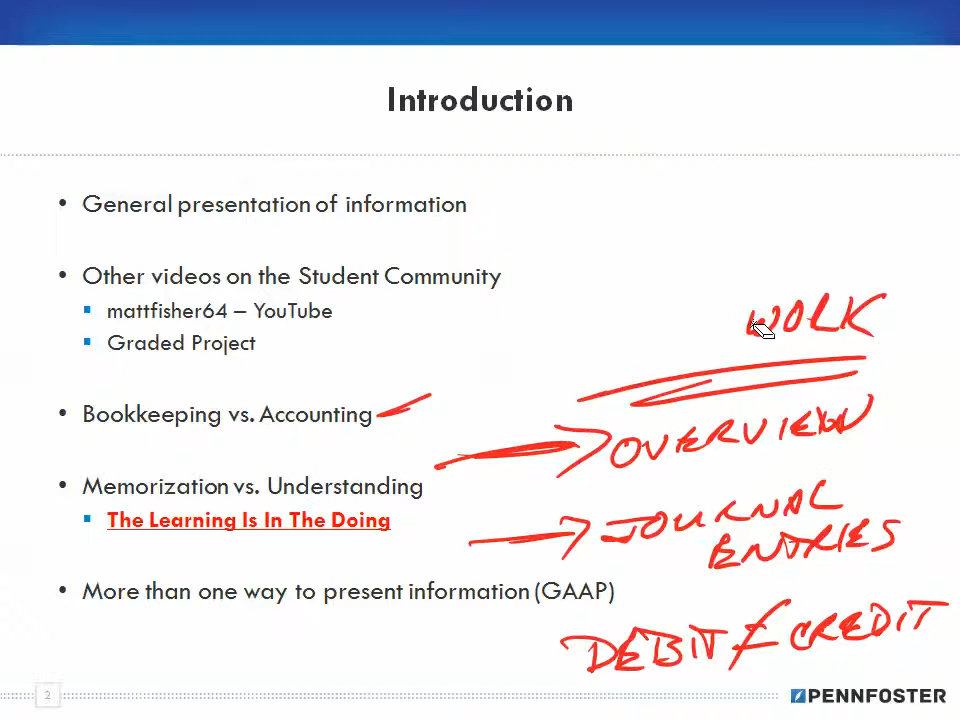 Introduction
• General presentation of information
• Other videos on the Student Community
▪ mattfisher64 – YouTube
▪ Graded Project
WORK
• Bookkeeping vs. Accounting
OVERVIEW
• Memorization vs. Understanding
▪ The Learning Is In The Doing
JOURNAL
ENTRIES
• More than one way to present information (GAAP)
DEBIT ≠ CREDIT
2
PENNFOSTER